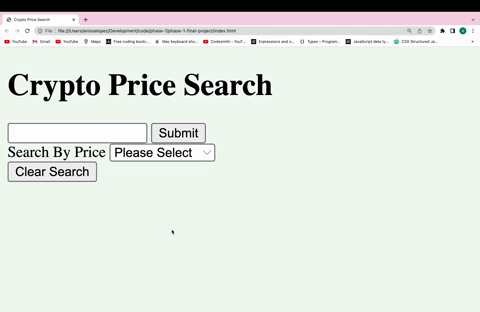 Crypto Price Search
File file:///Users/anissalopez/Development/code/phase-1/phase-1-final-project/index.html
YouTube Gmail YouTube Maps Free coding bootc... Mac keyboard sho... Codesmith – YouT... Expressions and o... Types – Program... JavaScript data ty... CSX Structured Ja...
Crypto Price Search
Submit
Search By Price Please Select
Clear Search